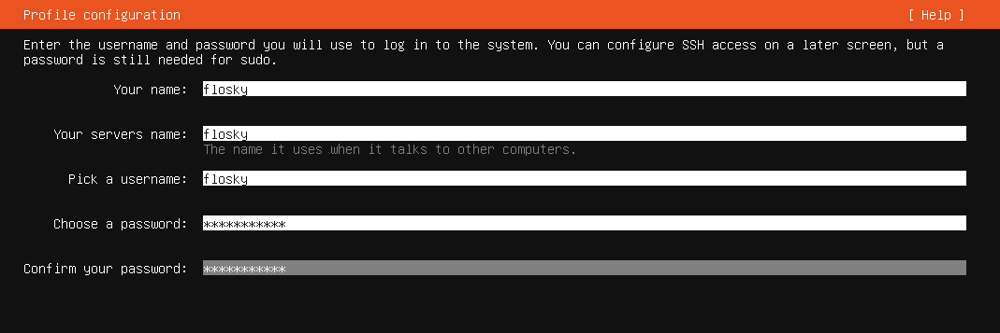 Profile configuration [ Help ]
Enter the username and password you will use to log in to the system. You can configure SSH access on a later screen, but a
password is still needed for sudo.
Your name: flosky
Your servers name: flosky
The name it uses when it talks to other computers.
Pick a username: flosky
Choose a password: ***********
Confirm your password: ***********